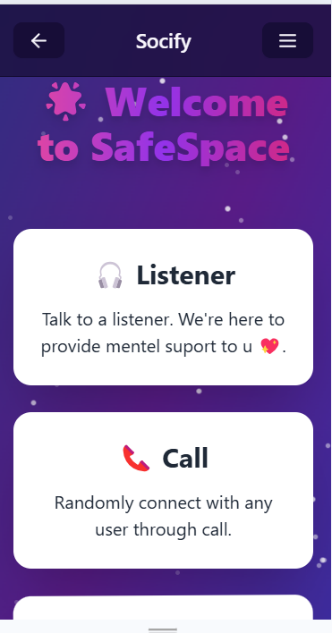 Socify
Welcome
to SafeSpace
Listener
Talk to a listener. We're here to
provide mentel suport to u 💖.
Call
Randomly connect with any
user through call.